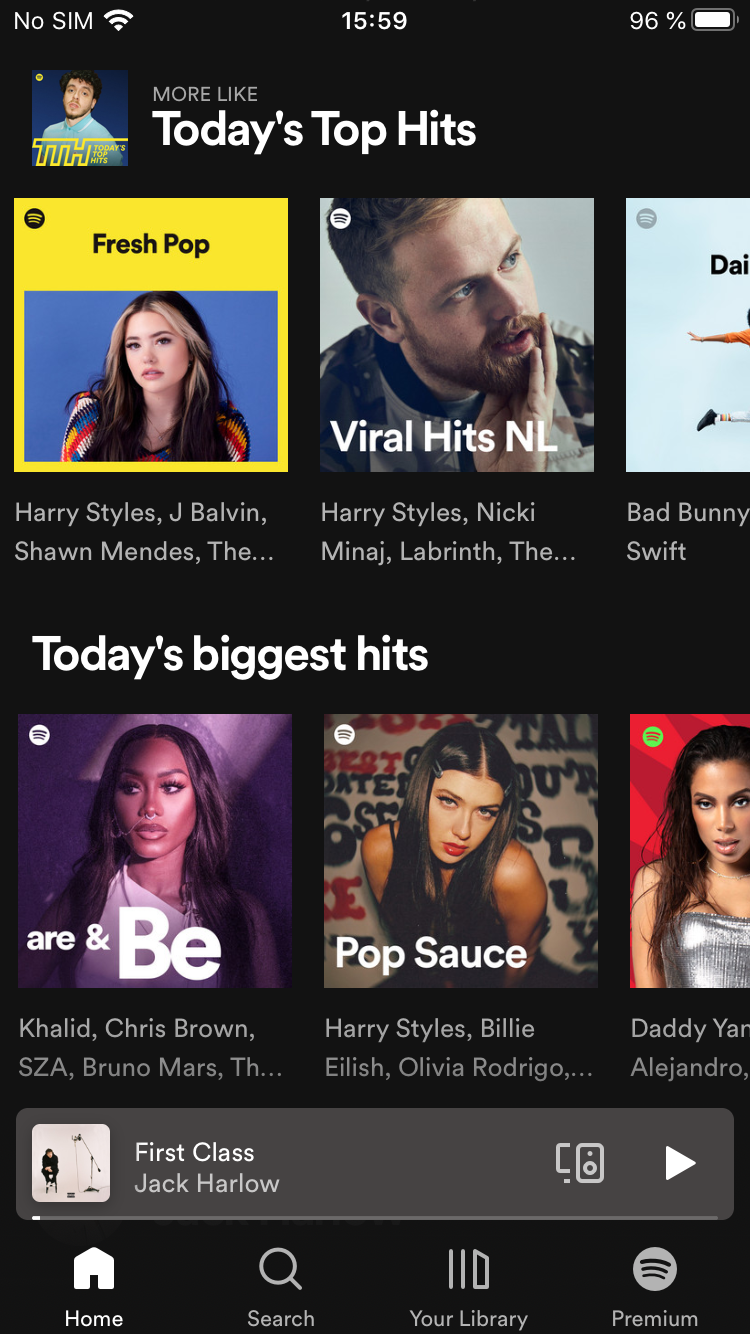 No SIM 15:59 96 %
MORE LIKE
Today's Top Hits
TTH TODAY'S
TOP
HITS
Fresh Pop
Viral Hits NL
Dai
Harry Styles, J Balvin,
Shawn Mendes, The...
Harry Styles, Nicki
Minaj, Labrinth, The...
Bad Bunny
Swift
Today's biggest hits
are & Be
Pop Sauce
Khalid, Chris Brown,
SZA, Bruno Mars, Th...
Harry Styles, Billie
Eilish, Olivia Rodrigo,...
Daddy Yan
Alejandro,
First Class
Jack Harlow
Home
Search
Your Library
Premium